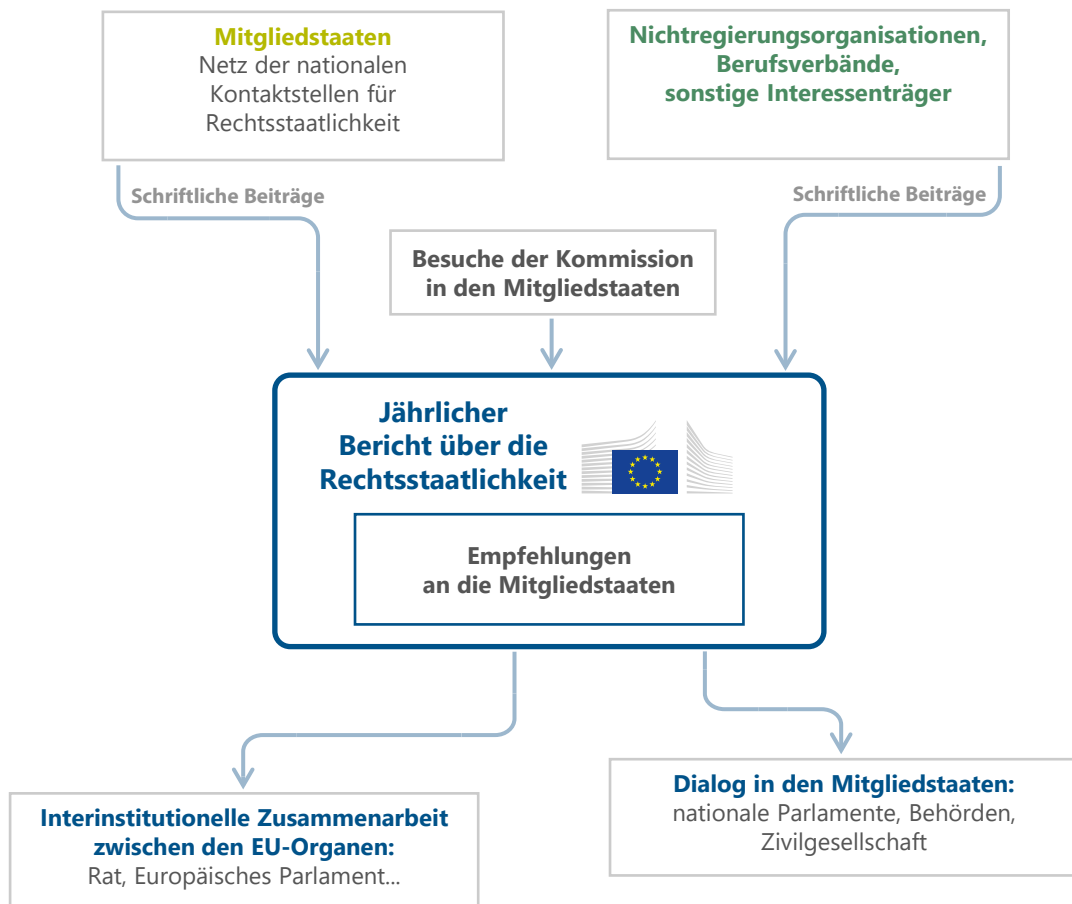 Mitgliedstaaten
Netz der nationalen
Kontaktstellen für
Rechtsstaatlichkeit
Nichtregierungsorganisationen,
Berufsverbände,
sonstige Interessenträger
Schriftliche Beiträge
Schriftliche Beiträge
Besuche der Kommission
in den Mitgliedstaaten
Jährlicher
Bericht über die
Rechtsstaatlichkeit
Empfehlungen
an die Mitgliedstaaten
Interinstitutionelle Zusammenarbeit
zwischen den EU-Organen:
Rat, Europäisches Parlament...
Dialog in den Mitgliedstaaten:
nationale Parlamente, Behörden,
Zivilgesellschaft